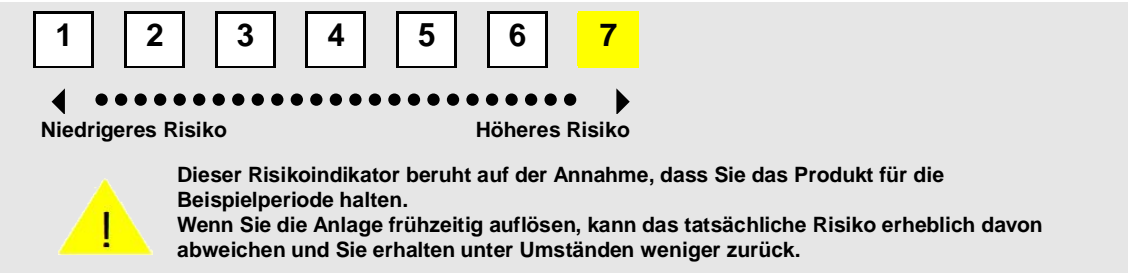 1 2 3 4 5 6 7
Niedrigeres Risiko Höheres Risiko
Dieser Risikoindikator beruht auf der Annahme, dass Sie das Produkt für die
Beispielperiode halten.
Wenn Sie die Anlage frühzeitig auflösen, kann das tatsächliche Risiko erheblich davon
abweichen und Sie erhalten unter Umständen weniger zurück.
!